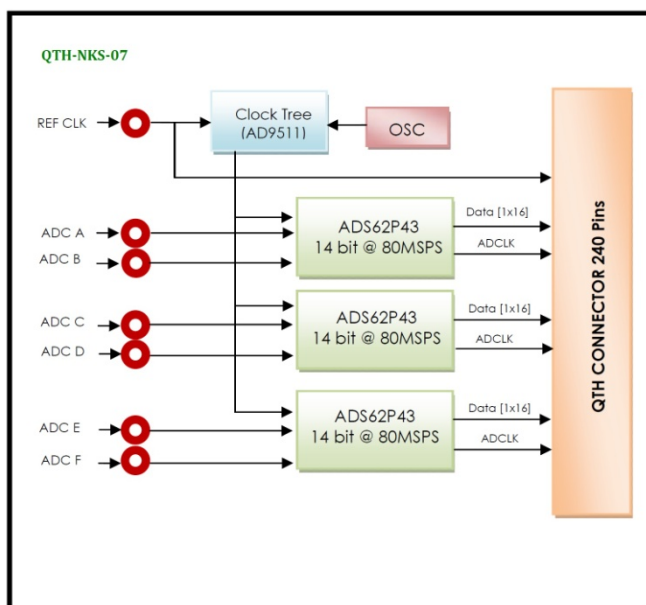 QTH-NKS-07
REF CLK
Clock Tree
(AD9511)
OSC
ADC A
ADC B
ADS62P43
14 bit @ 80MSPS
Data [1x16]
ADCLK
ADC C
ADC D
ADS62P43
14 bit @ 80MSPS
Data [1x16]
ADCLK
ADC E
ADC F
ADS62P43
14 bit @ 80MSPS
Data [1x16]
ADCLK
QTH CONNECTOR 240 Pins